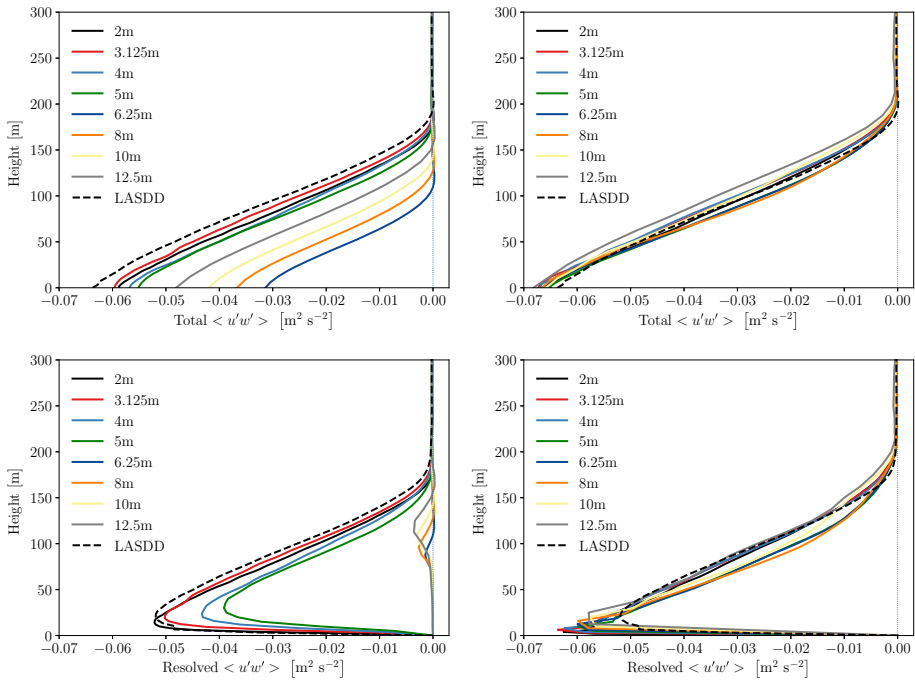 300
250
200
150
100
50
0
Height [m]
2m
3.125m
4m
5m
6.25m
8m
10m
12.5m
LASDD
−0.07 −0.06 −0.05 −0.04 −0.03 −0.02 −0.01 0.00
Total < u′w′ > [m² s⁻²]
300
250
200
150
100
50
0
Height [m]
2m
3.125m
4m
5m
6.25m
8m
10m
12.5m
LASDD
−0.07 −0.06 −0.05 −0.04 −0.03 −0.02 −0.01 0.00
Total < u′w′ > [m² s⁻²]
300
250
200
150
100
50
0
Height [m]
2m
3.125m
4m
5m
6.25m
8m
10m
12.5m
LASDD
−0.07 −0.06 −0.05 −0.04 −0.03 −0.02 −0.01 0.00
Resolved < u′w′ > [m² s⁻²]
300
250
200
150
100
50
0
Height [m]
2m
3.125m
4m
5m
6.25m
8m
10m
12.5m
LASDD
−0.07 −0.06 −0.05 −0.04 −0.03 −0.02 −0.01 0.00
Resolved < u′w′ > [m² s⁻²]